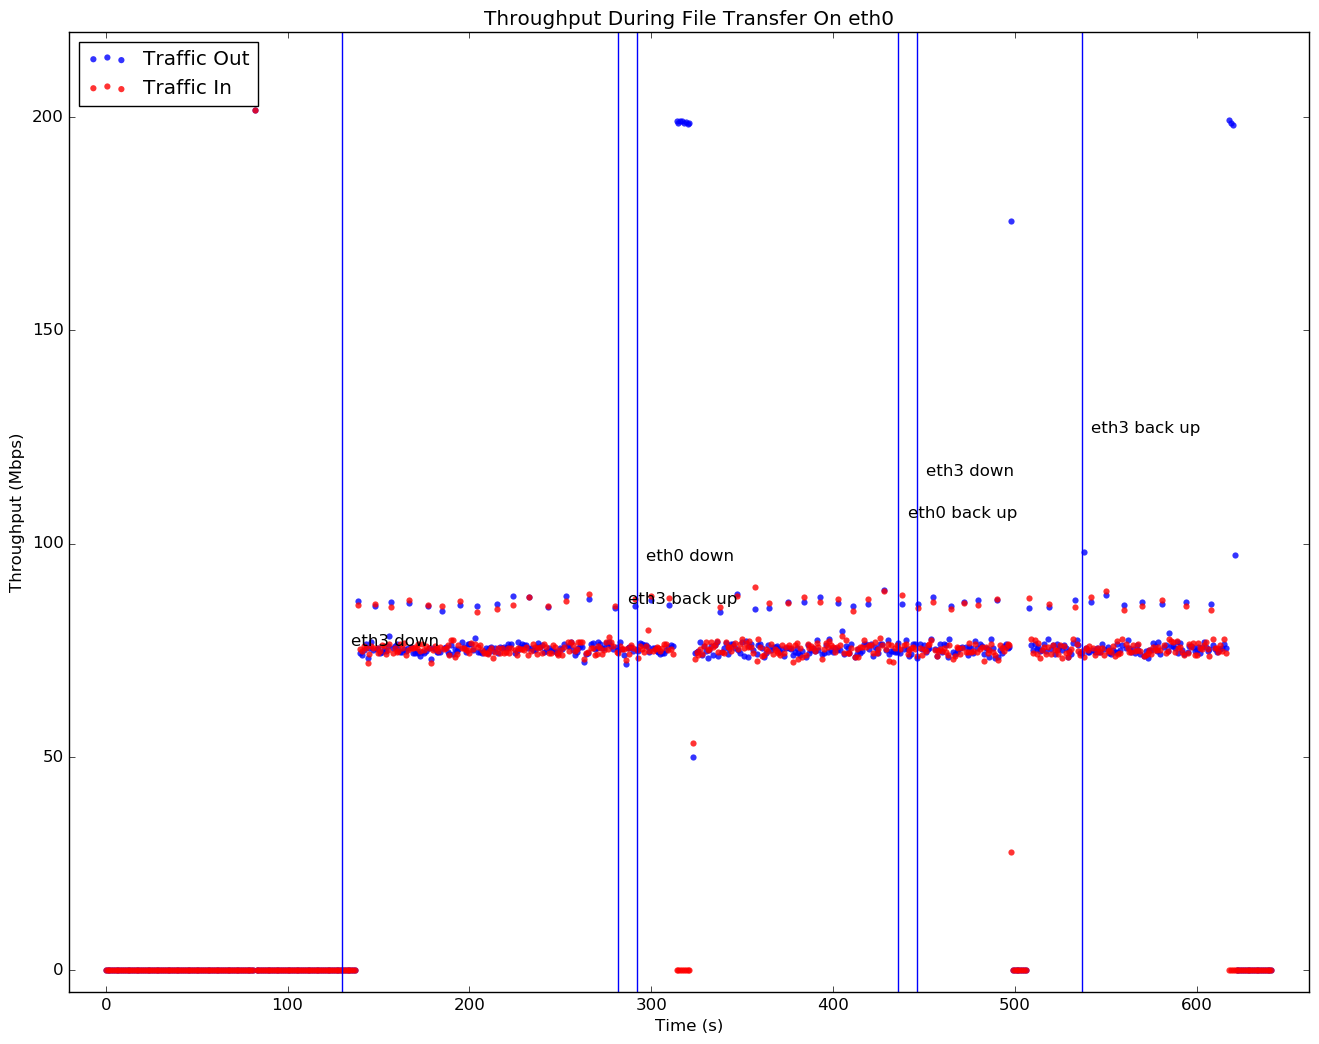 Throughput During File Transfer On eth0
Traffic Out
Traffic In
200
150
100
50
0
Throughput (Mbps)
eth3 back up
eth3 down
eth0 back up
eth0 down
eth3 back up
eth3 down
0
100
200
300
400
500
600
Time (s)